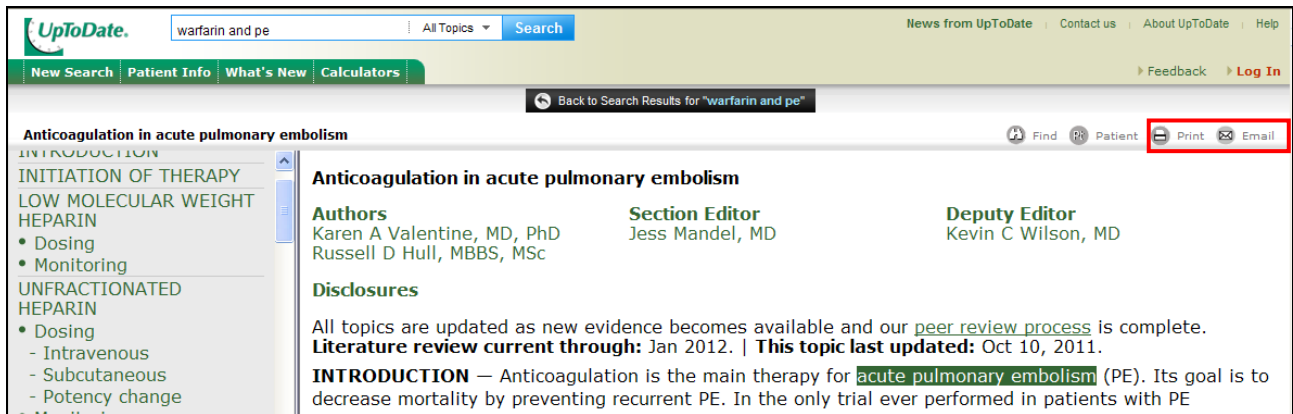 UpToDate.
warfarin and pe
All Topics
Search
News from UpToDate | Contact us | About UpToDate | Help
New Search Patient Info What's New Calculators
Feedback Log In
Back to Search Results for "warfarin and pe"
Anticoagulation in acute pulmonary embolism
Find Pt Patient Print Email
INTRODUCTION
INITIATION OF THERAPY
LOW MOLECULAR WEIGHT
HEPARIN
• Dosing
• Monitoring
UNFRACTIONATED
HEPARIN
• Dosing
- Intravenous
- Subcutaneous
- Potency change
Anticoagulation in acute pulmonary embolism
Authors
Karen A Valentine, MD, PhD
Russell D Hull, MBBS, MSc
Section Editor
Jess Mandel, MD
Deputy Editor
Kevin C Wilson, MD
Disclosures
All topics are updated as new evidence becomes available and our peer review process is complete.
Literature review current through: Jan 2012. | This topic last updated: Oct 10, 2011.
INTRODUCTION — Anticoagulation is the main therapy for acute pulmonary embolism (PE). Its goal is to
decrease mortality by preventing recurrent PE. In the only trial ever performed in patients with PE